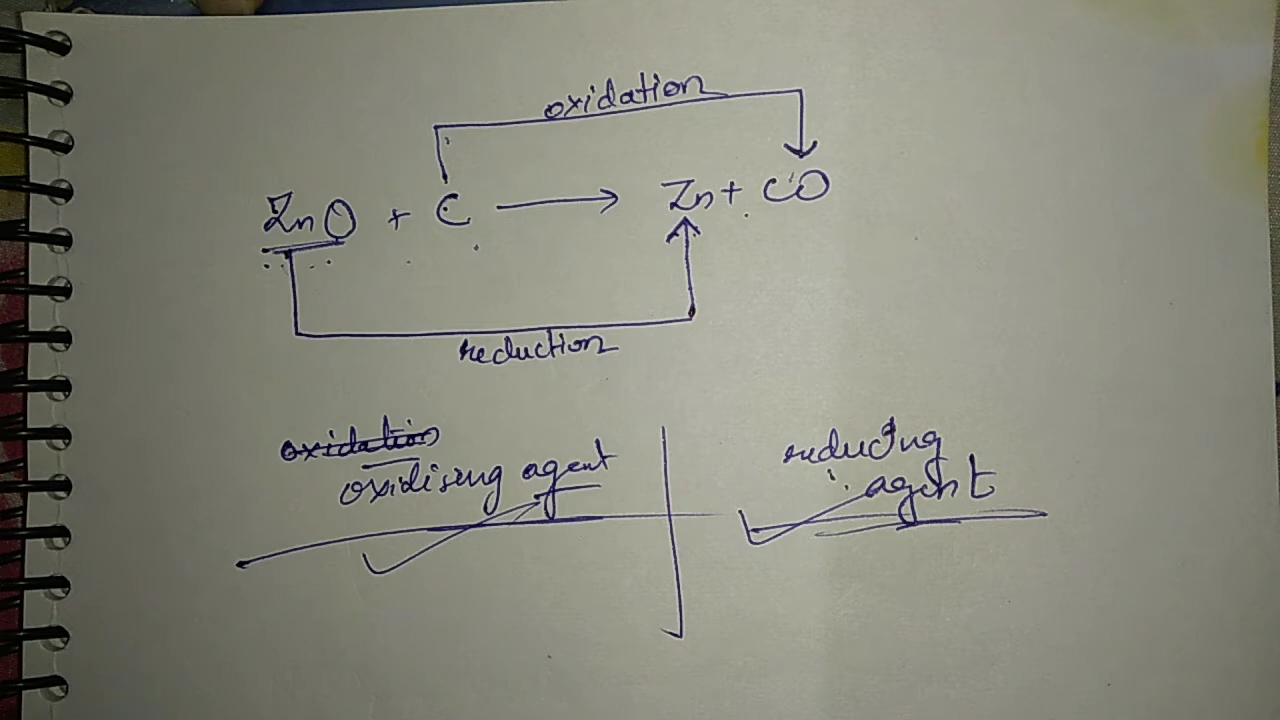 oxidation
ZnO + C → Zn + CO
reduction
oxidation
oxidising agent
reducing
agent